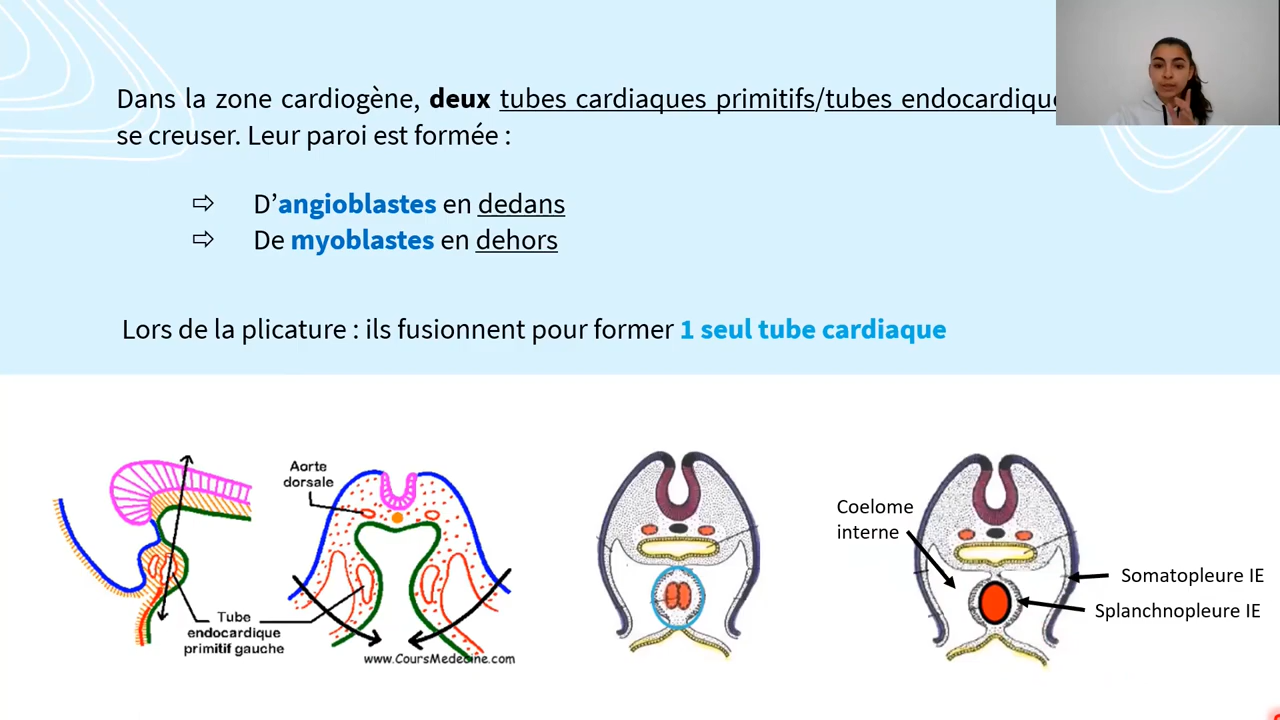 Dans la zone cardiogène, deux tubes cardiaques primitifs/tubes
se creuser. Leur paroi est formée :
⇨ D’angioblastes en dedans
⇨ De myoblastes en dehors
Lors de la plicature : ils fusionnent pour former 1 seul tube cardiaque
Aorte
dorsale
Tube
endocardique
primitif gauche
www.CoursMedecine.com
Coelome
interne
Somatopleure IE
Splanchnopleure IE